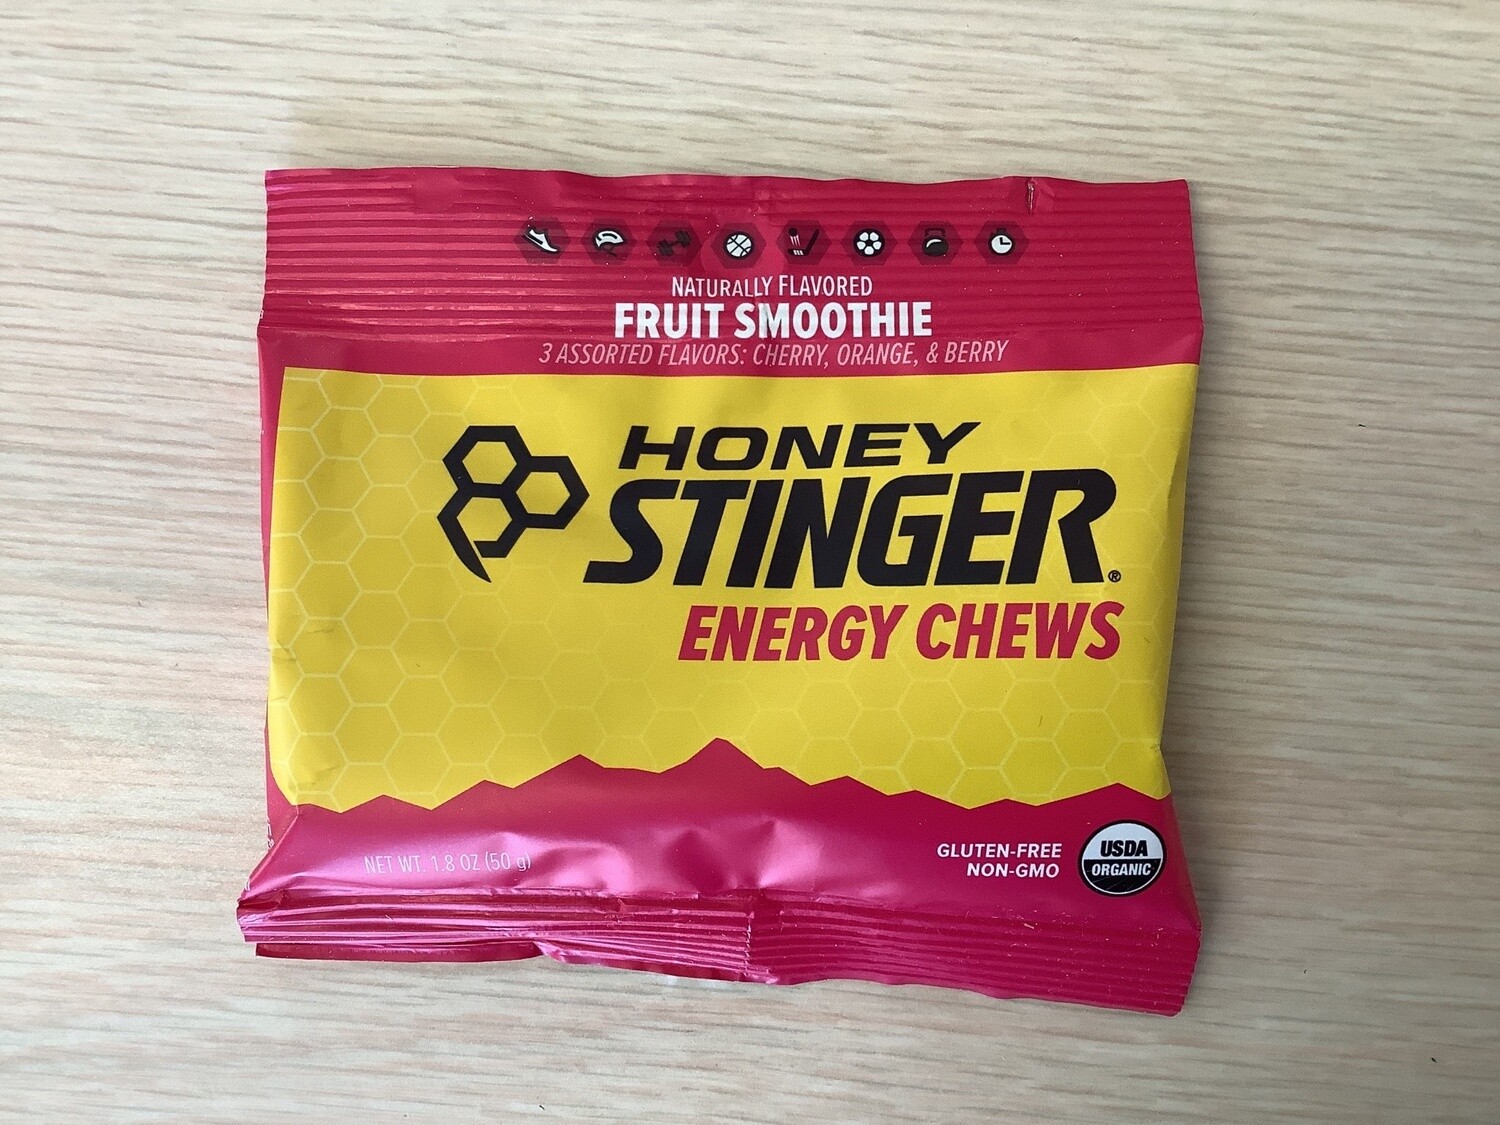 NATURALLY FLAVORED
FRUIT SMOOTHIE
3 ASSORTED FLAVORS: CHERRY, ORANGE, & BERRY
HONEY
STINGER®
ENERGY CHEWS
NET WT. 1.8 OZ (50 g)
GLUTEN-FREE
NON-GMO
USDA
ORGANIC